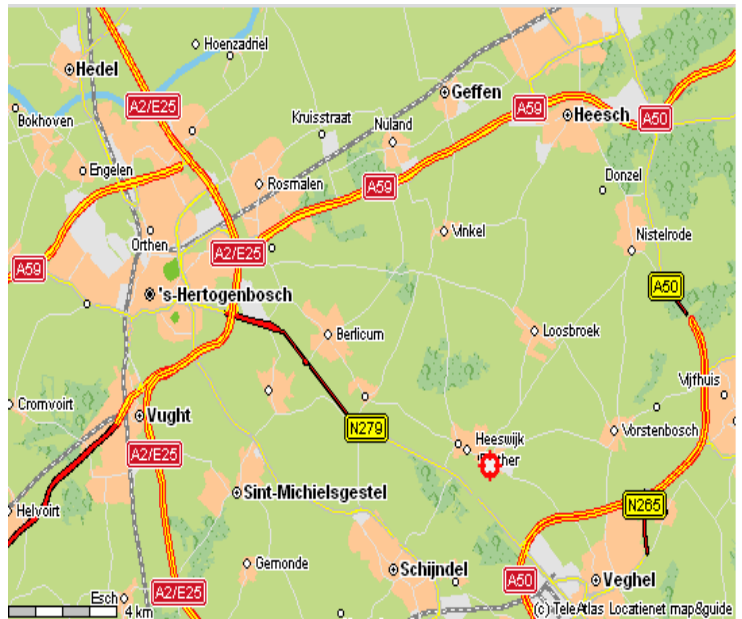 Hoenzadriel
Hedel
A2/E25
Geffen
A59
Heesch
A50
Bokhoven
Kruisstraat
Nuland
Engelen
Rosmalen
A59
Donzel
Orthen
A2/E25
Vinkel
Nistelrode
A59
's-Hertogenbosch
A50
Berlicum
Loosbroek
Vijfhuis
Cromvoirt
Vught
N279
Heeswijk
Vorstenbosch
A2/E25
Sint-Michielsgestel
N265
Helvoirt
Gemonde
Schijndel
A50
Veghel
Esch
4 km
(c) TeleAtlas Locatienet map&guide